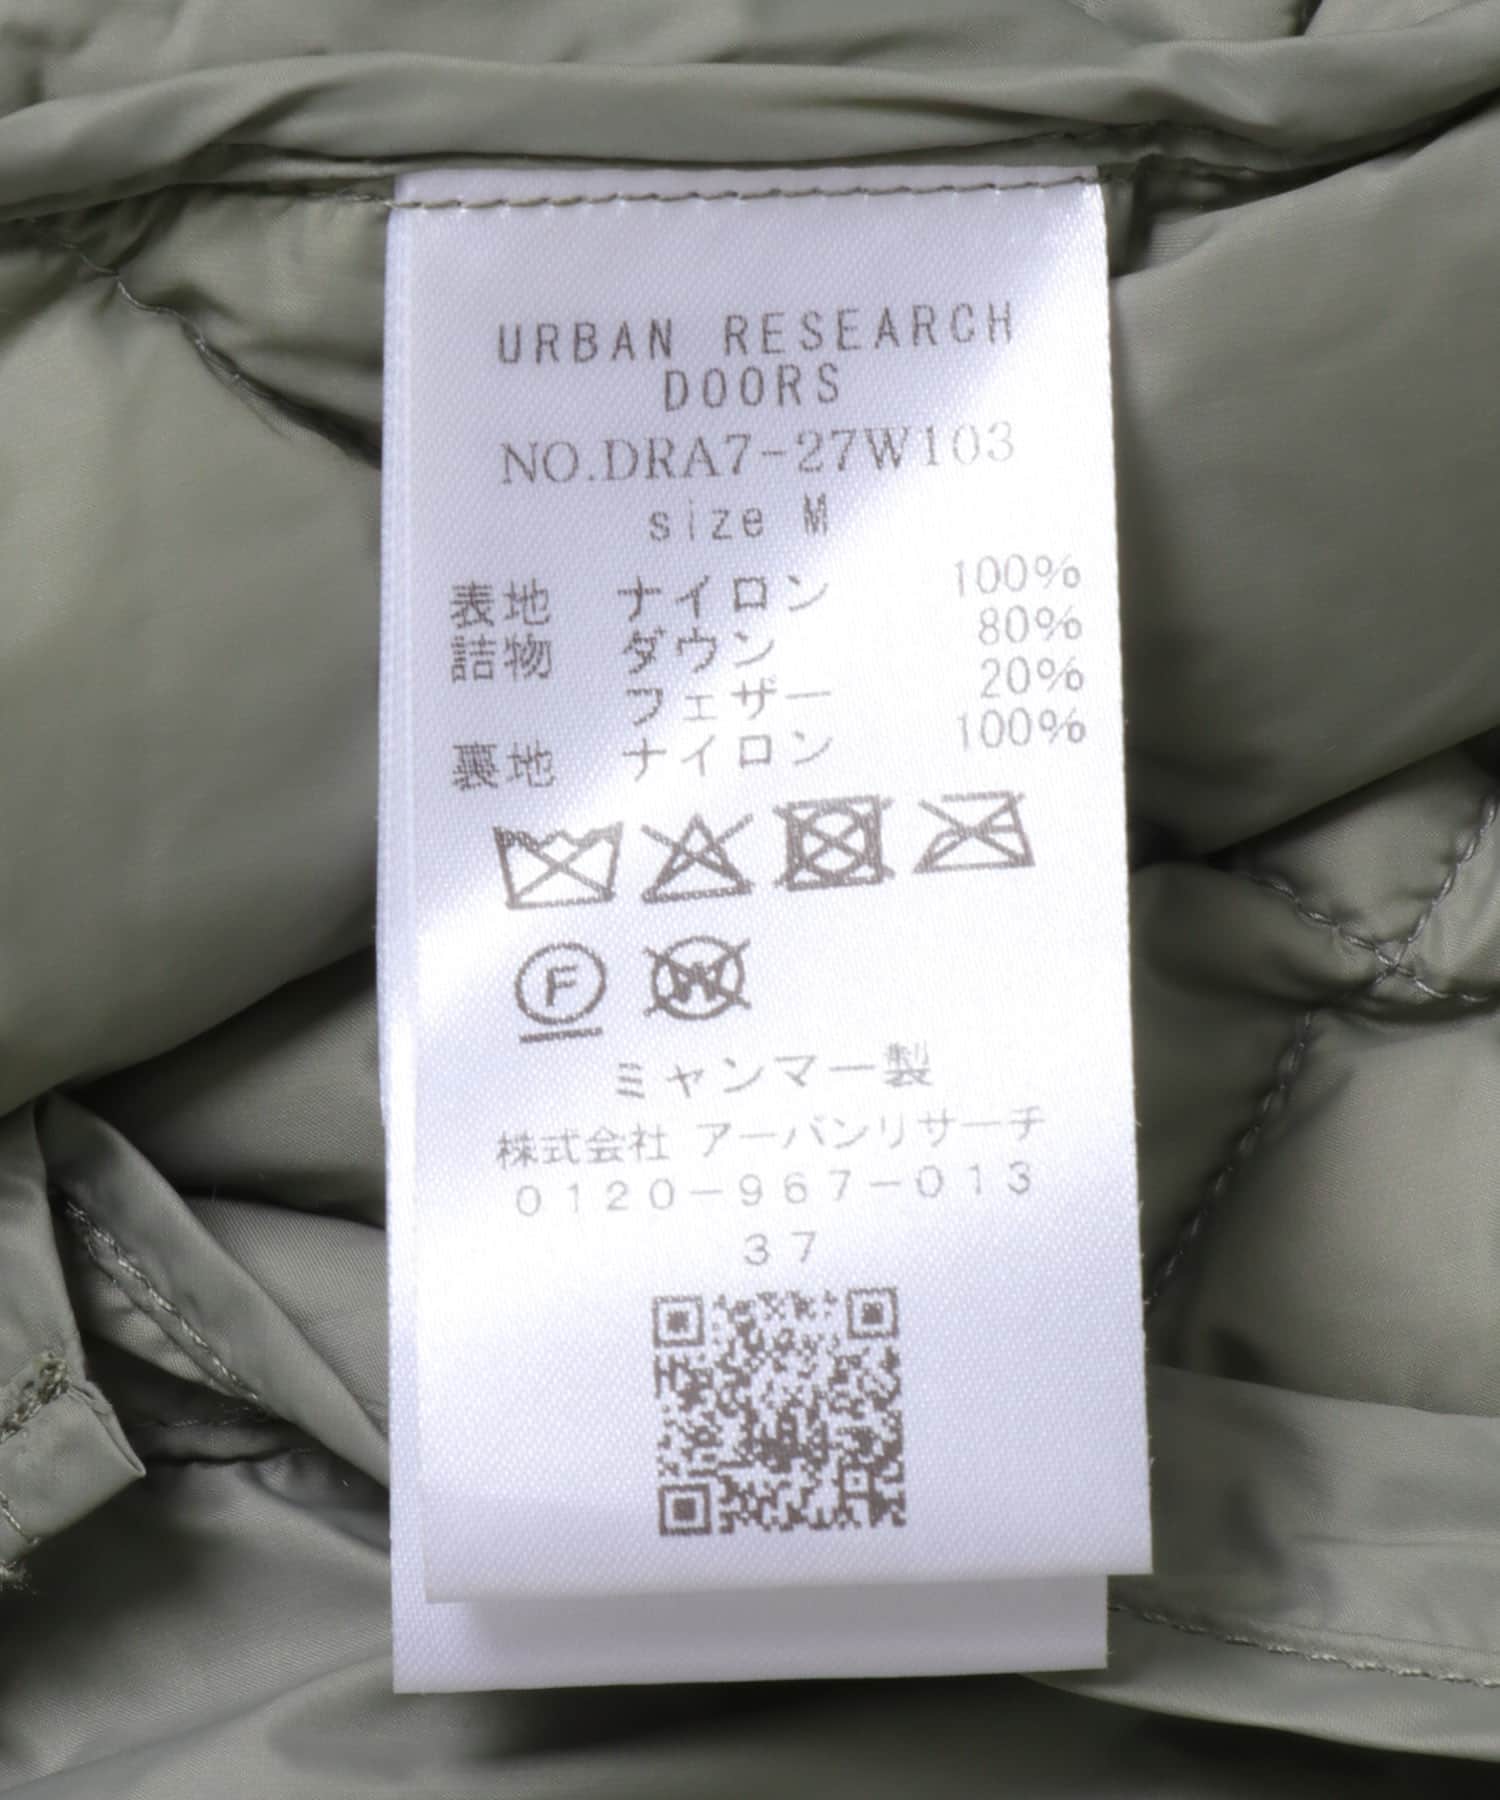 URBAN RESEARCH
DOORS
NO.DRA7-27W103
size M
表地 ナイロン 100%
詰物 ダウン 80%
フェザー 20%
裏地 ナイロン 100%
F W
ミャンマー製
株式会社 アーバンリサーチ
0120-967-013
37